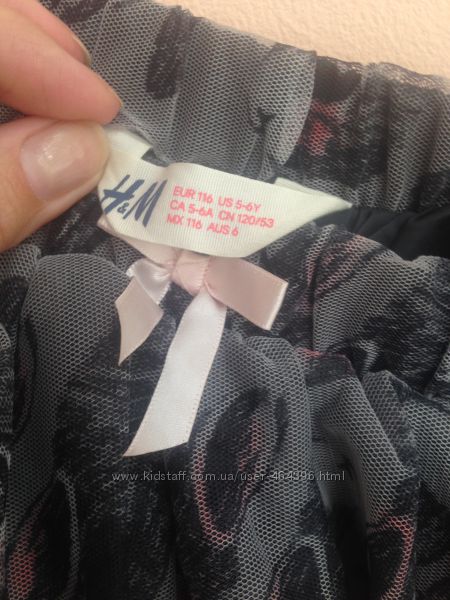 H&M
EUR 116 US 5-6Y
CA 5-6A CN 120/53
MX 116 AUS 6
www.kidstaff.com.ua/user-464396.html